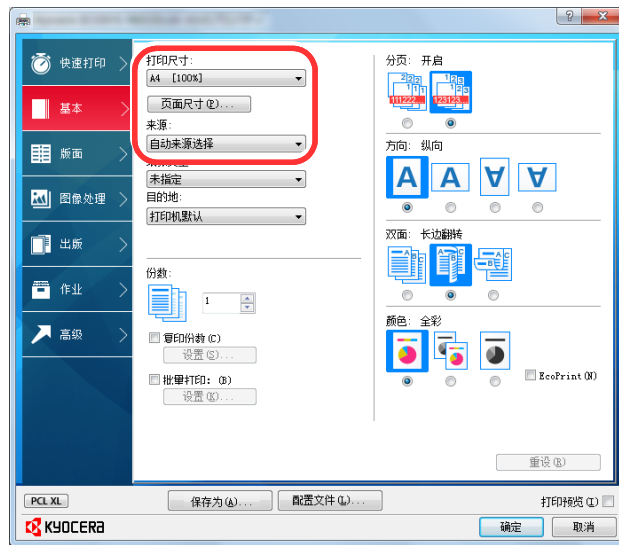 快速打印
基本
版面
图像处理
出版
作业
高级
打印尺寸:
A4 [100%]
页面尺寸(P)...
来源:
自动来源选择
未指定
目的地:
打印机默认
份数:
1
复印份数(C)
设置(S)...
批量打印: (B)
设置(X)...
分页: 开启
111222
123123
方向: 纵向
双面: 长边翻转
颜色: 全彩
EcoPrint(N)
重设(R)
PCL XL
保存为(A)...
配置文件(L)...
打印预览(I)
KYOCERA
确定
取消